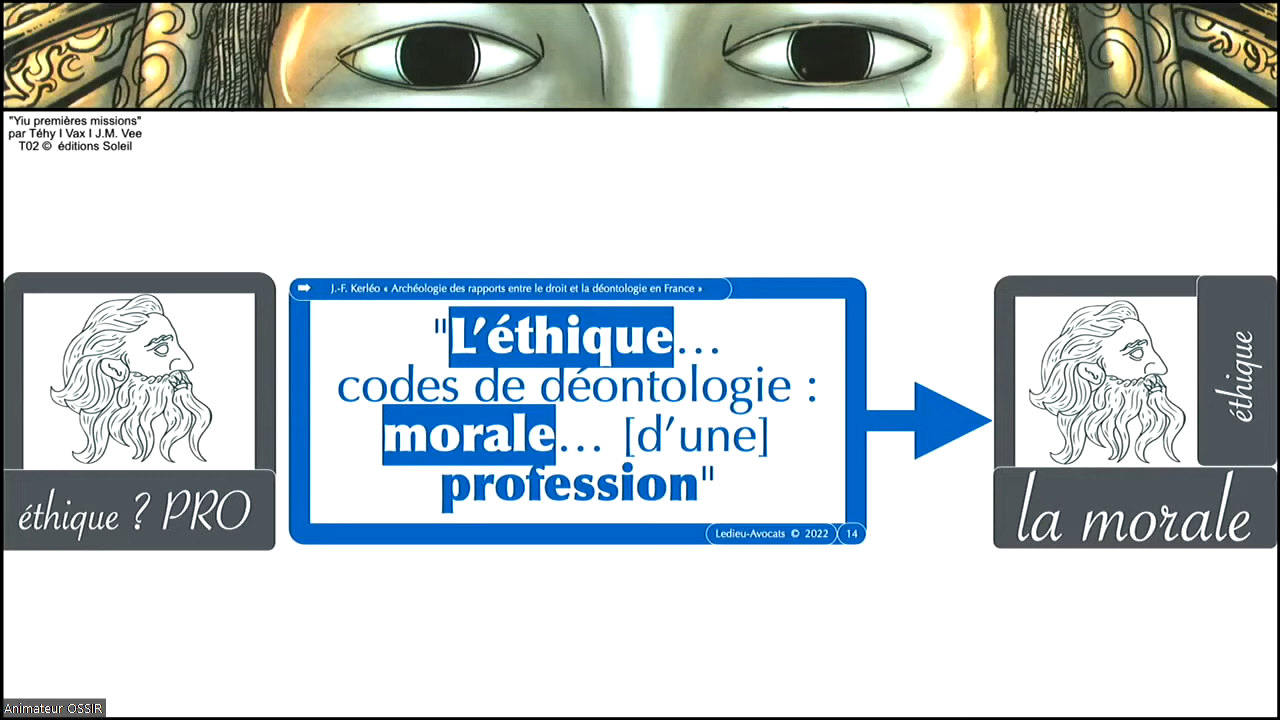 "Yiu premières missions"
par Téhy I Vax I J.M. Vee
T02 © éditions Soleil
éthique ? PRO
J.-F. Kerléo « Archéologie des rapports entre le droit et la déontologie en France »
"L'éthique…
codes de déontologie :
morale… [d'une]
profession"
Ledieu-Avocats © 2022
14
éthique
la morale
Animateur OSSIR